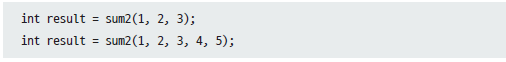 int result = sum2(1, 2, 3);
int result = sum2(1, 2, 3, 4, 5);